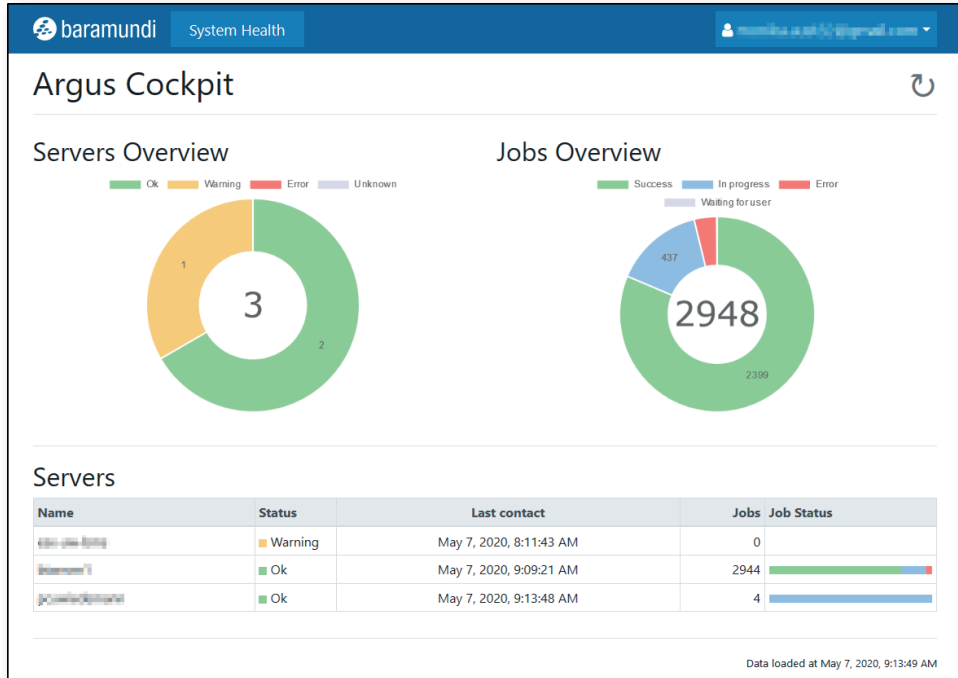 baramundi System Health
Argus Cockpit
Servers Overview
Ok Warning Error Unknown
1
3
2
Jobs Overview
Success In progress Error
Waiting for user
437
2948
2399
Servers
Name Status Last contact Jobs Job Status
Warning May 7, 2020, 8:11:43 AM 0
Ok May 7, 2020, 9:09:21 AM 2944
Ok May 7, 2020, 9:13:48 AM 4
Data loaded at May 7, 2020, 9:13:49 AM